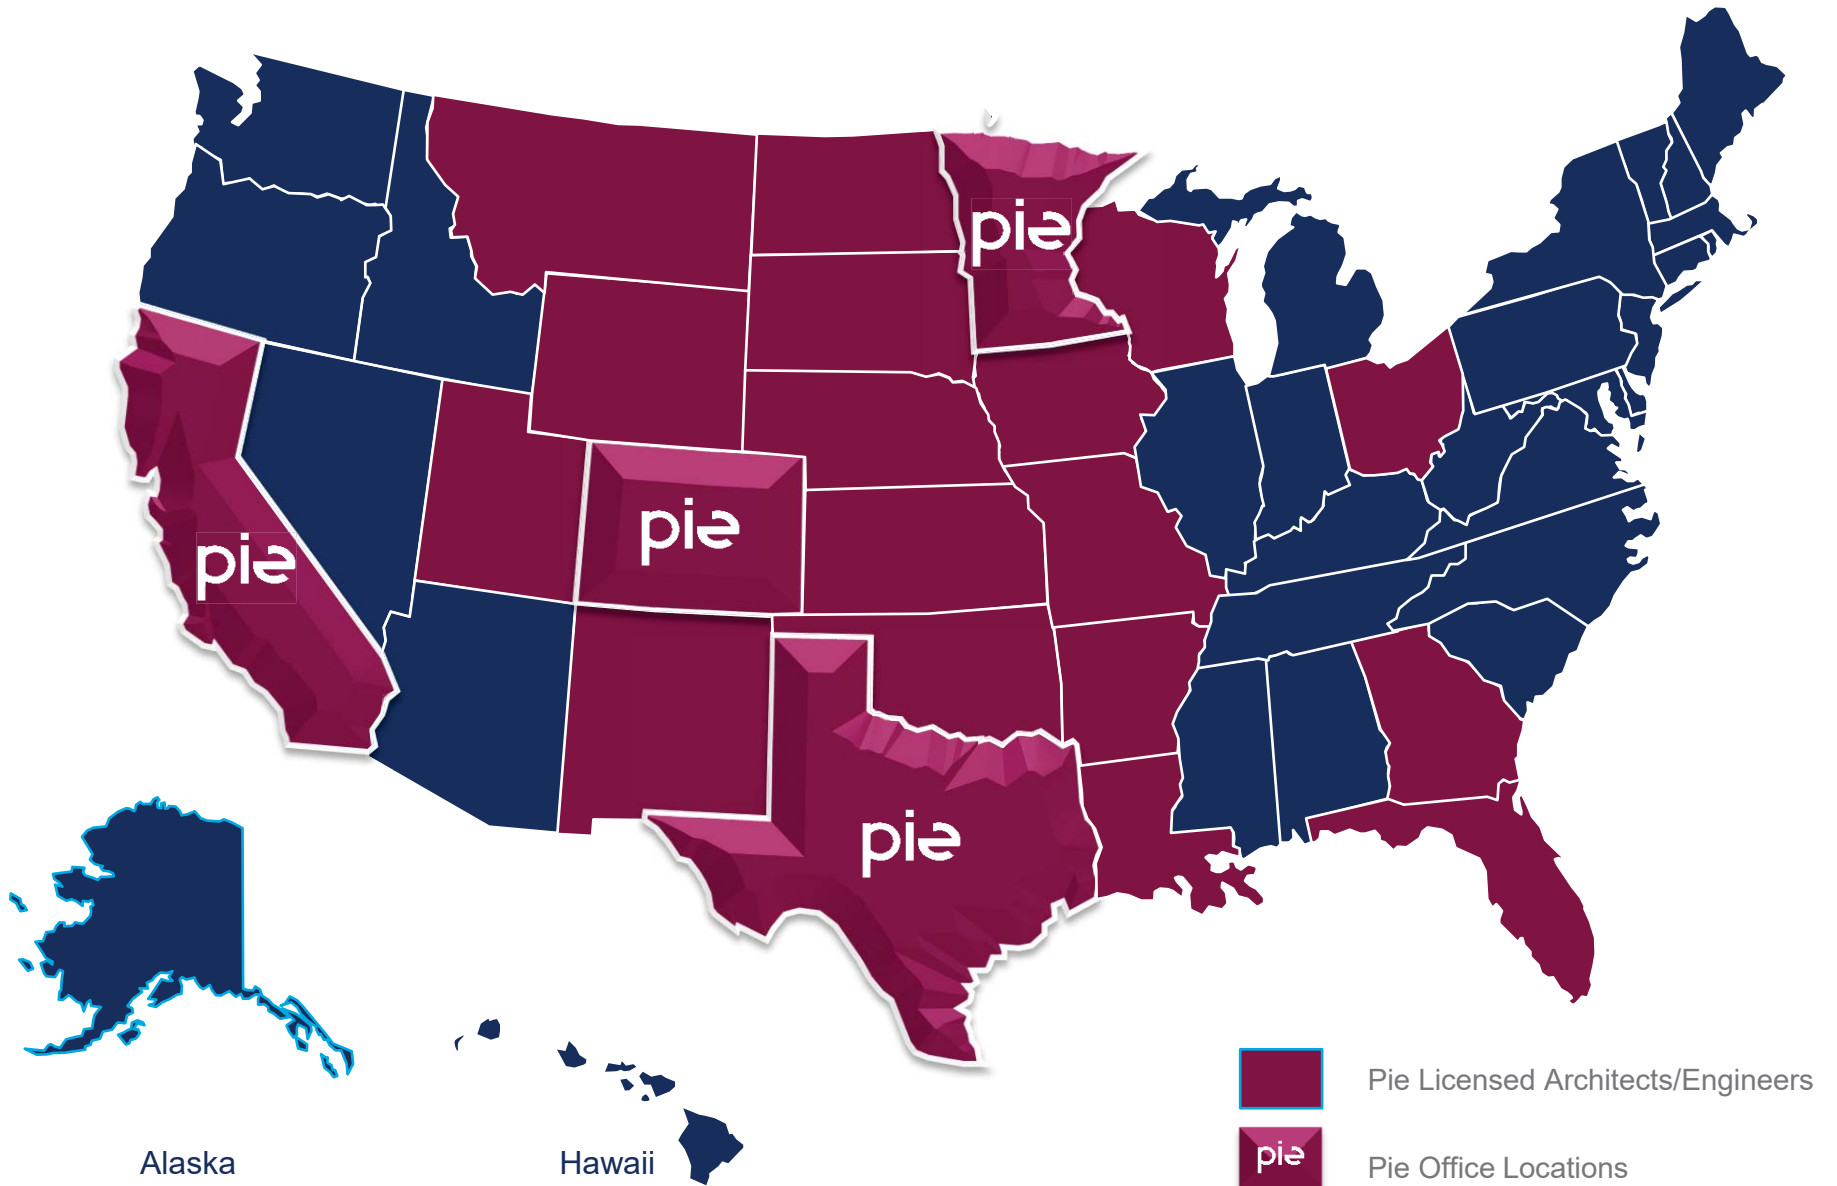 pie
pie
pie
pie
Pie Licensed Architects/Engineers
pie
Pie Office Locations
Alaska
Hawaii